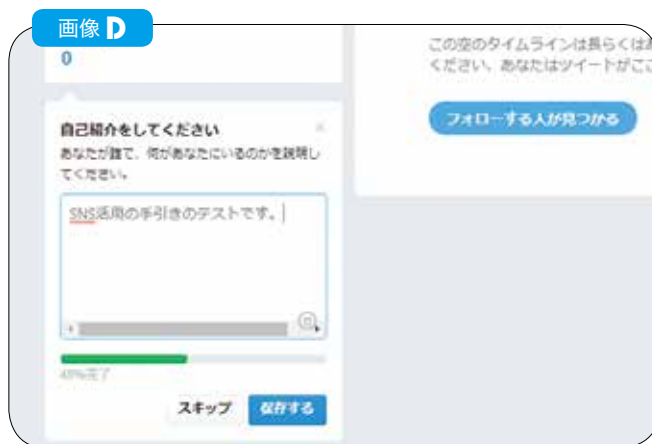 画像 D
0
この空のタイムラインは長らくは
ください。あなたはツイートがここ
フォローする人が見つかる
自己紹介をしてください
あなたが誰で、何があなたにいるのかを説明し
てください。
SNS活用の手引きのテストです。
完了
スキップ
保存する